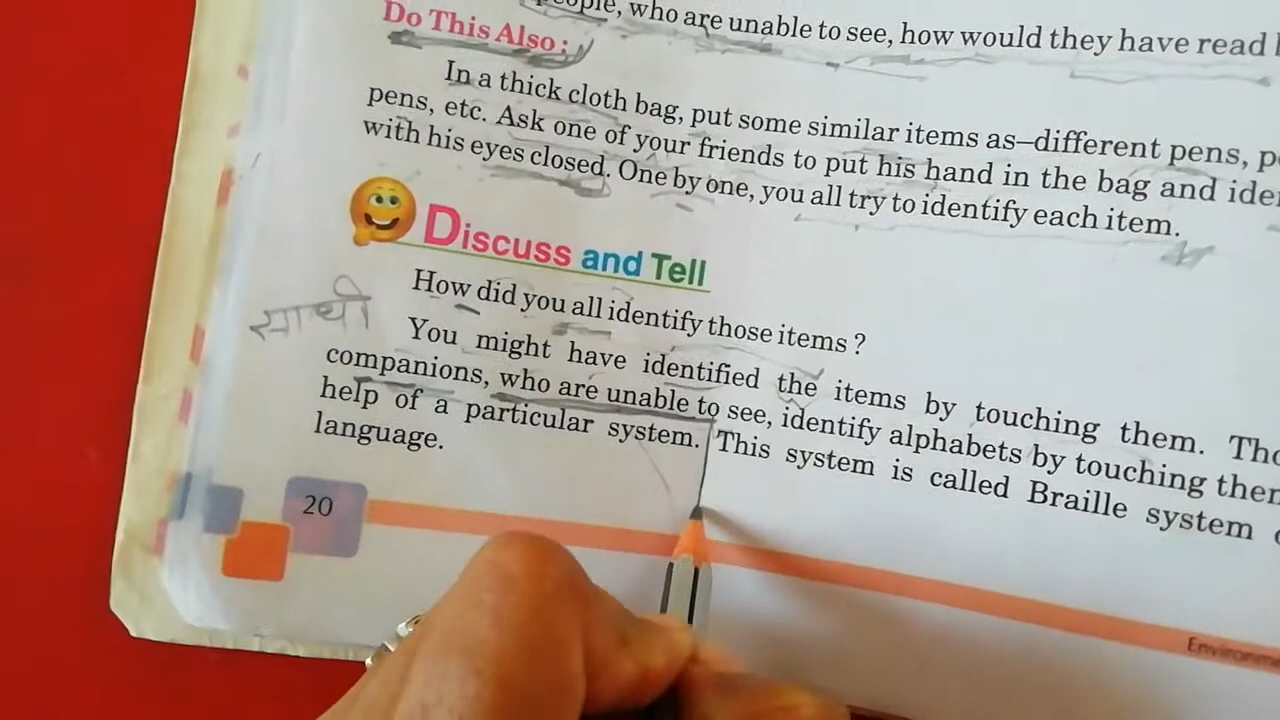 who are unable to see, how would they have read
Do This Also :
In a thick cloth bag, put some similar items as–different pens,
pens, etc. Ask one of your friends to put his hand in the bag and
with his eyes closed. One by one, you all try to identify each item.
Discuss and Tell
How did you all identify those items ?
साथी
You might have identified the items by touching them.
companions, who are unable to see, identify alphabets by touching
help of a particular system. This system is called Braille system
language.
20